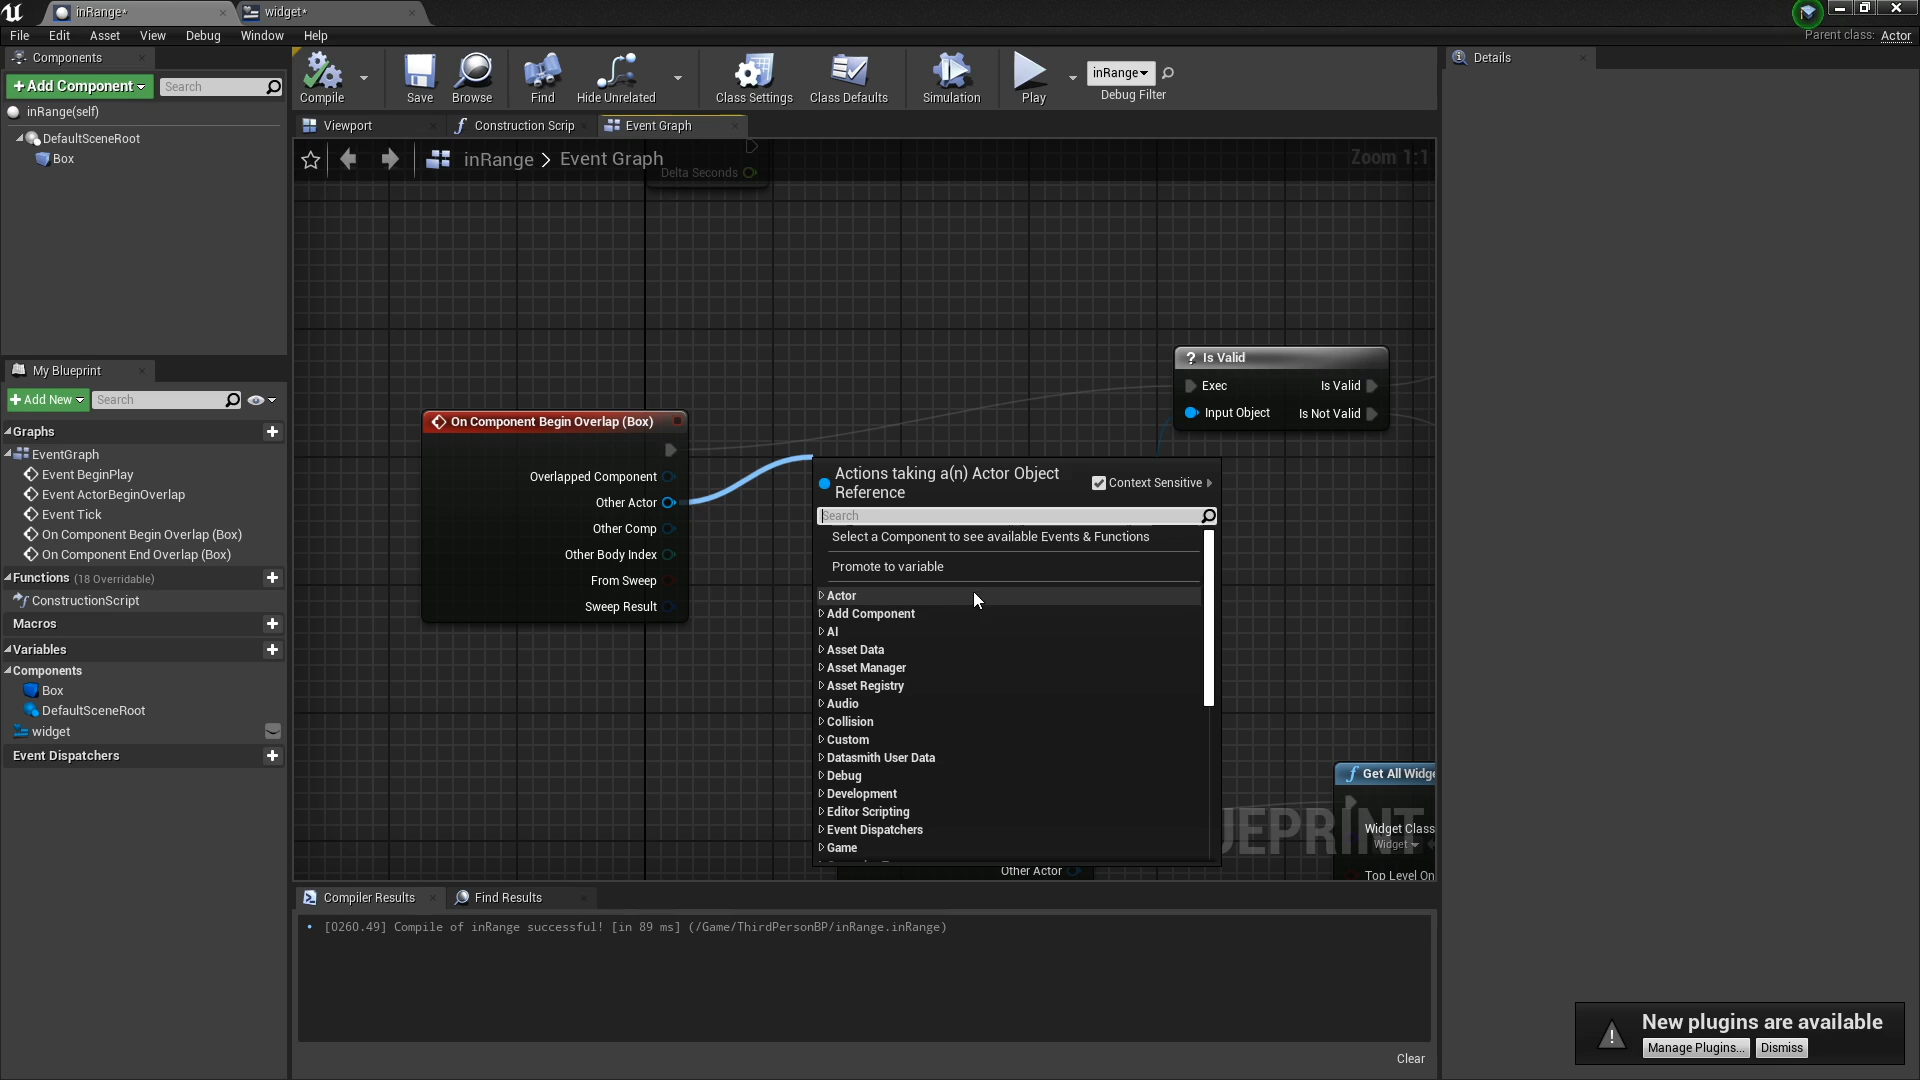 inRange*
widget*
File Edit Asset View Debug Window Help
Parent class: Actor
Components
+Add Component
Search
inRange(self)
DefaultSceneRoot
Box
Compile
Save
Browse
Find
Hide Unrelated
Class Settings
Class Defaults
Simulation
Play
inRange
Debug Filter
Details
Viewport
Construction Scrip
Event Graph
inRange > Event Graph
Zoom 1:1
Delta Seconds
? Is Valid
Exec
Is Valid
Input Object
Is Not Valid
On Component Begin Overlap (Box)
Overlapped Component
Other Actor
Other Comp
Other Body Index
From Sweep
Sweep Result
Actions taking a(n) Actor Object
Reference
Context Sensitive
Search
Select a Component to see available Events & Functions
Promote to variable
Actor
Add Component
AI
Asset Data
Asset Manager
Asset Registry
Audio
Collision
Custom
Datasmith User Data
Debug
Development
Editor Scripting
Event Dispatchers
Game
Other Actor
f Get All Widge
Widget Class
Widget
Top Level On
UEPRINT
My Blueprint
+Add New
Search
Graphs
EventGraph
Event BeginPlay
Event ActorBeginOverlap
Event Tick
On Component Begin Overlap (Box)
On Component End Overlap (Box)
Functions (18 Overridable)
ConstructionScript
Macros
Variables
Components
Box
DefaultSceneRoot
widget
Event Dispatchers
Compiler Results
Find Results
[0260.49] Compile of inRange successful! [in 89 ms] (/Game/ThirdPersonBP/inRange.inRange)
Clear
New plugins are available
Manage Plugins...
Dismiss